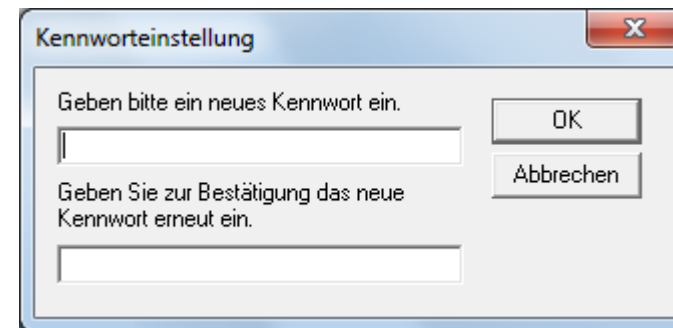 Kennworteinstellung
Geben bitte ein neues Kennwort ein.
OK
Abbrechen
Geben Sie zur Bestätigung das neue
Kennwort erneut ein.